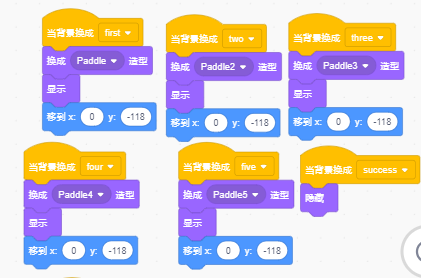 当背景换成 first
换成 Paddle 造型
显示
移到 x: 0 y: -118
当背景换成 two
换成 Paddle2 造型
显示
移到 x: 0 y: -118
当背景换成 three
换成 Paddle3 造型
显示
移到 x: 0 y: -118
当背景换成 four
换成 Paddle4 造型
显示
移到 x: 0 y: -118
当背景换成 five
换成 Paddle5 造型
显示
移到 x: 0 y: -118
当背景换成 success
隐藏